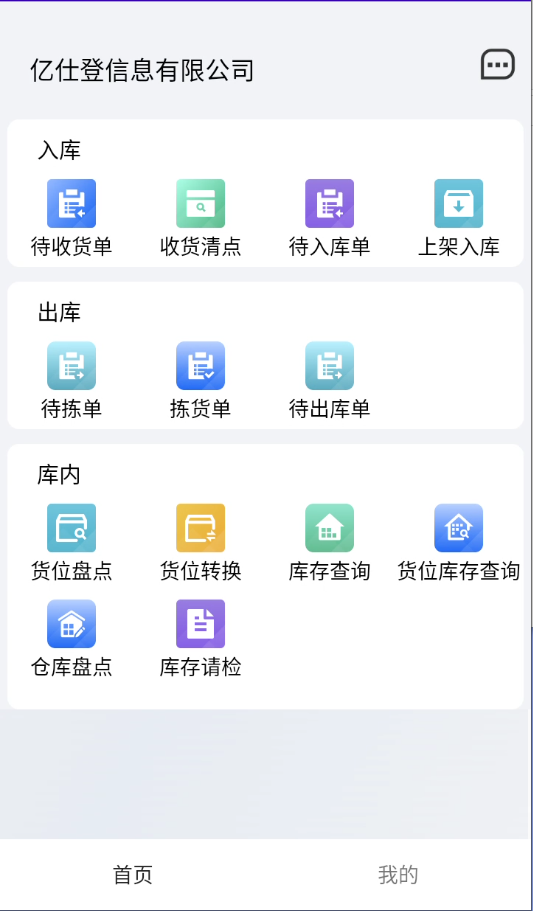 亿仕登信息有限公司
入库
待收货单 收货清点 待入库单 上架入库
出库
待拣单 拣货单 待出库单
库内
货位盘点 货位转换 库存查询 货位库存查询
仓库盘点 库存请检
首页 我的